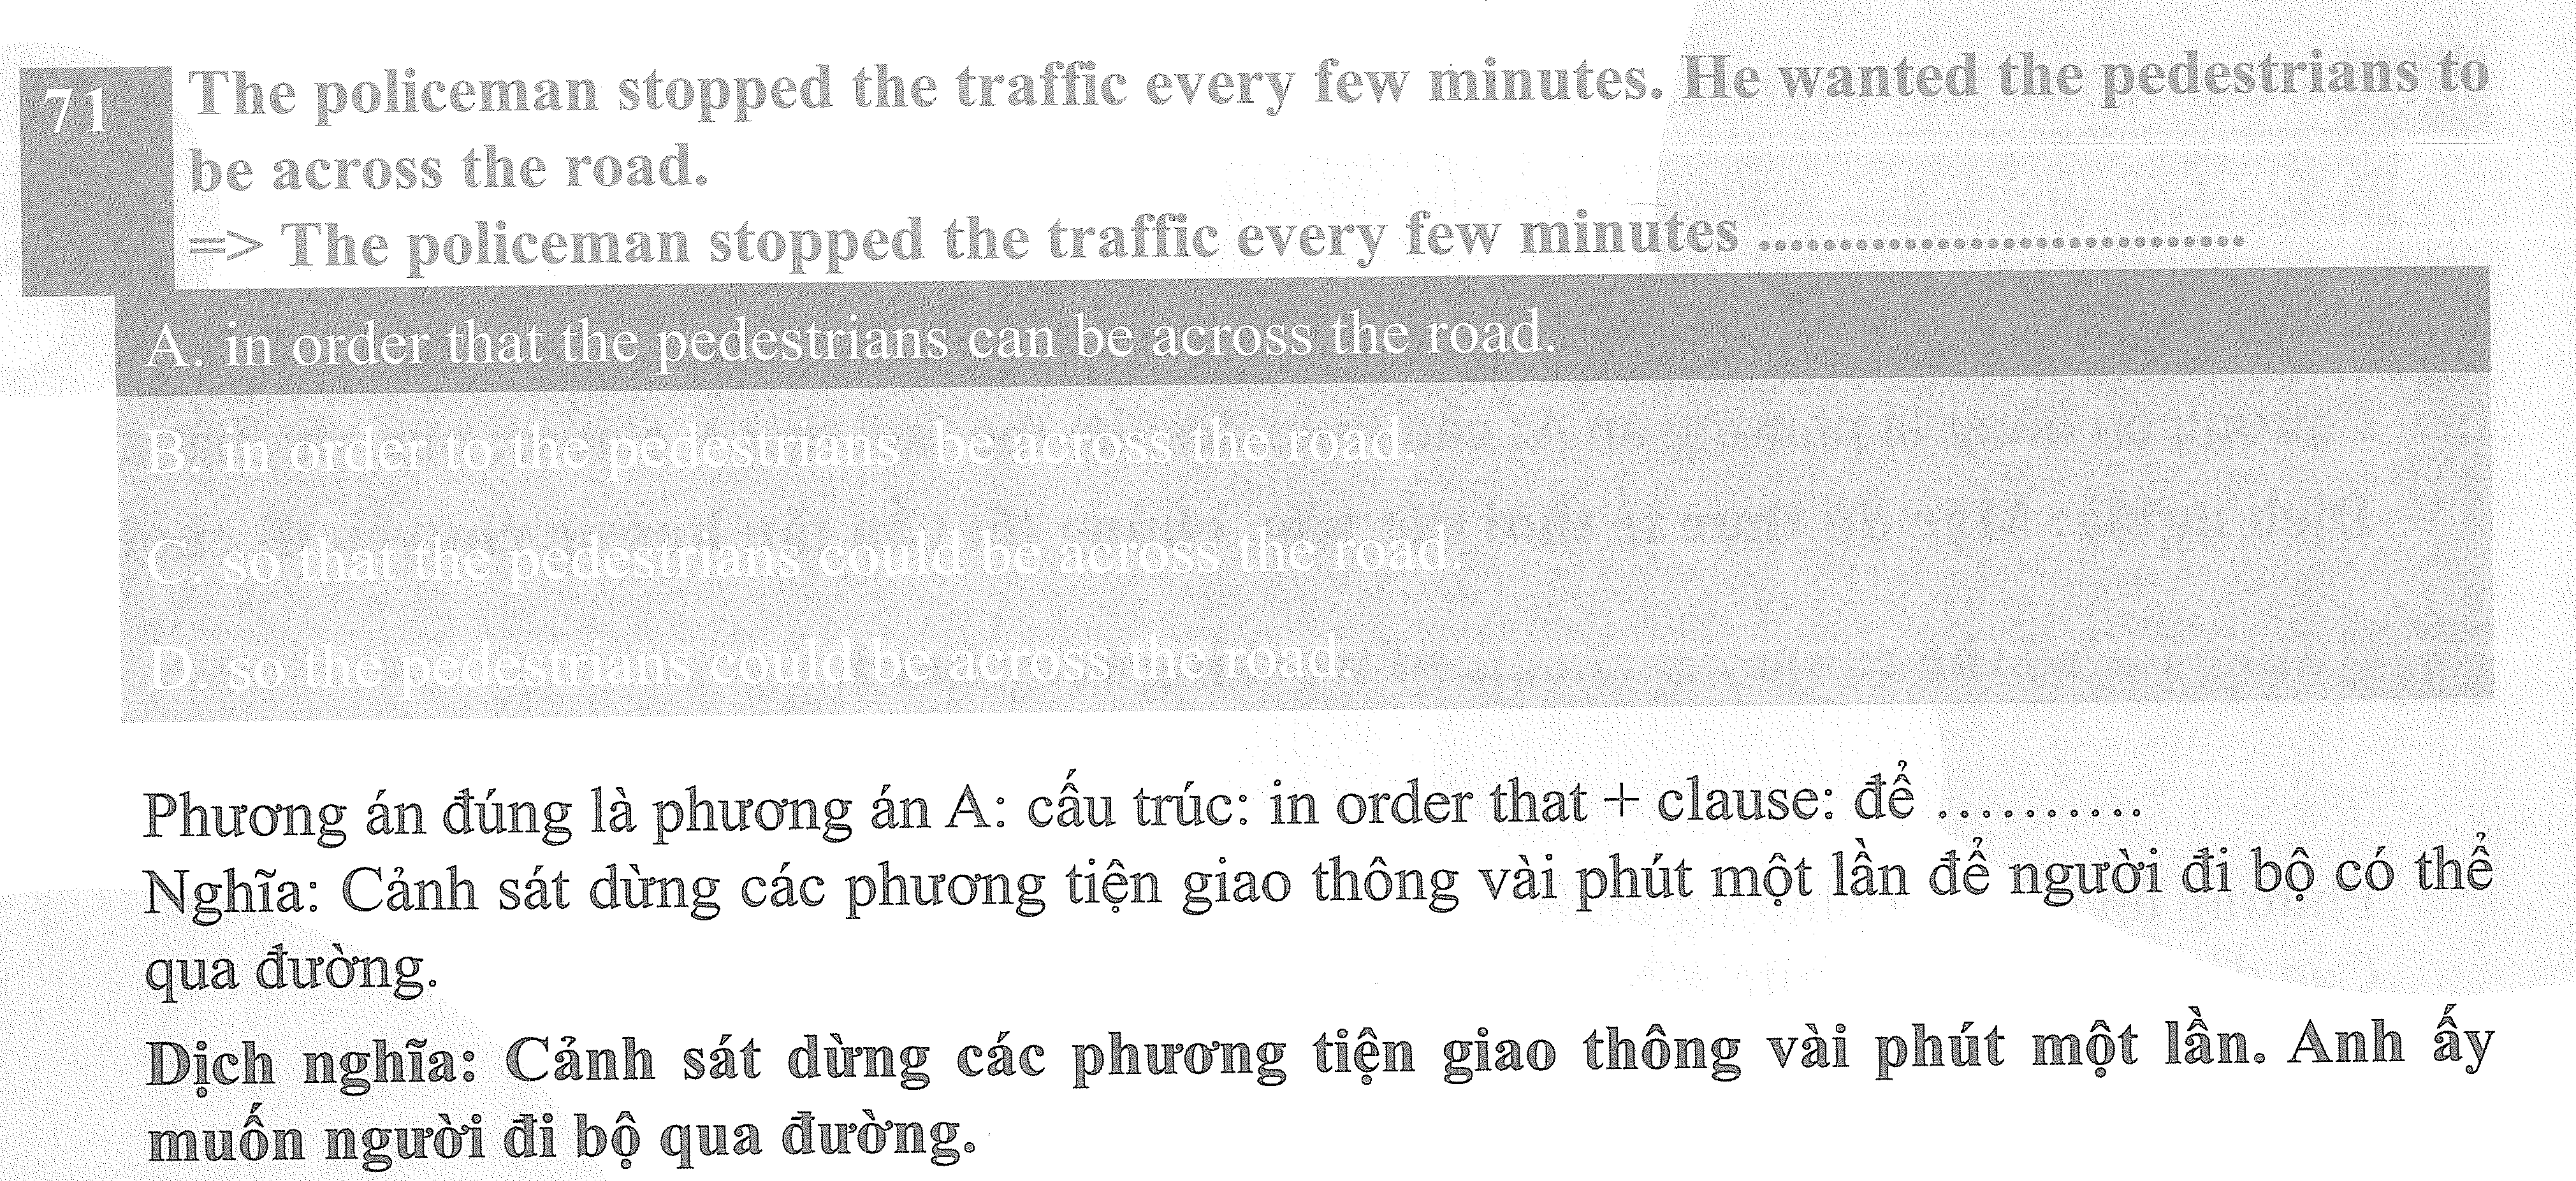 71
The policeman stopped the traffic every few minutes. He wanted the pedestrians to
be across the road.
=> The policeman stopped the traffic every few minutes ..............................
A. in order that the pedestrians can be across the road.
B. in order to the pedestrians be across the road.
C. so that the pedestrians could be across the road.
D. so the pedestrians could be across the road.
Phương án đúng là phương án A: cấu trúc: in order that + clause: để ..........
Nghĩa: Cảnh sát dừng các phương tiện giao thông vài phút một lần để người đi bộ có thể
qua đường.
Dịch nghĩa: Cảnh sát dừng các phương tiện giao thông vài phút một lần. Anh ấy
muốn người đi bộ qua đường.